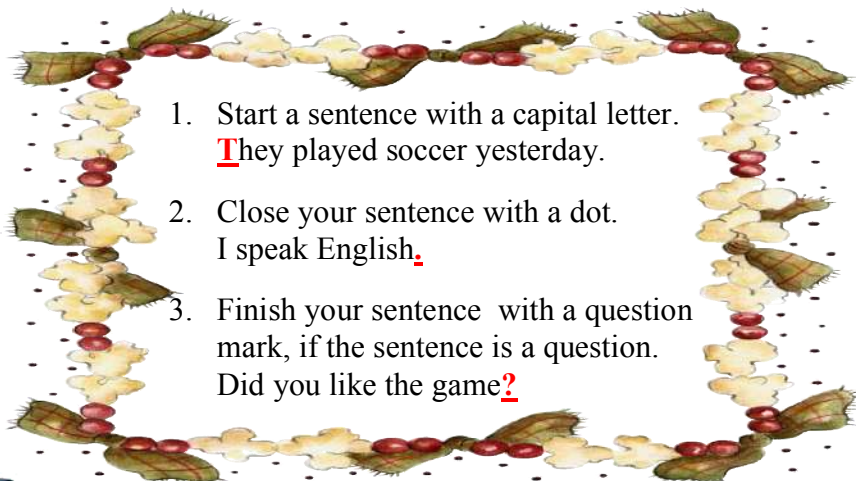 1. Start a sentence with a capital letter.
They played soccer yesterday.
2. Close your sentence with a dot.
I speak English.
3. Finish your sentence  with a question
mark, if the sentence is a question.
Did you like the game?